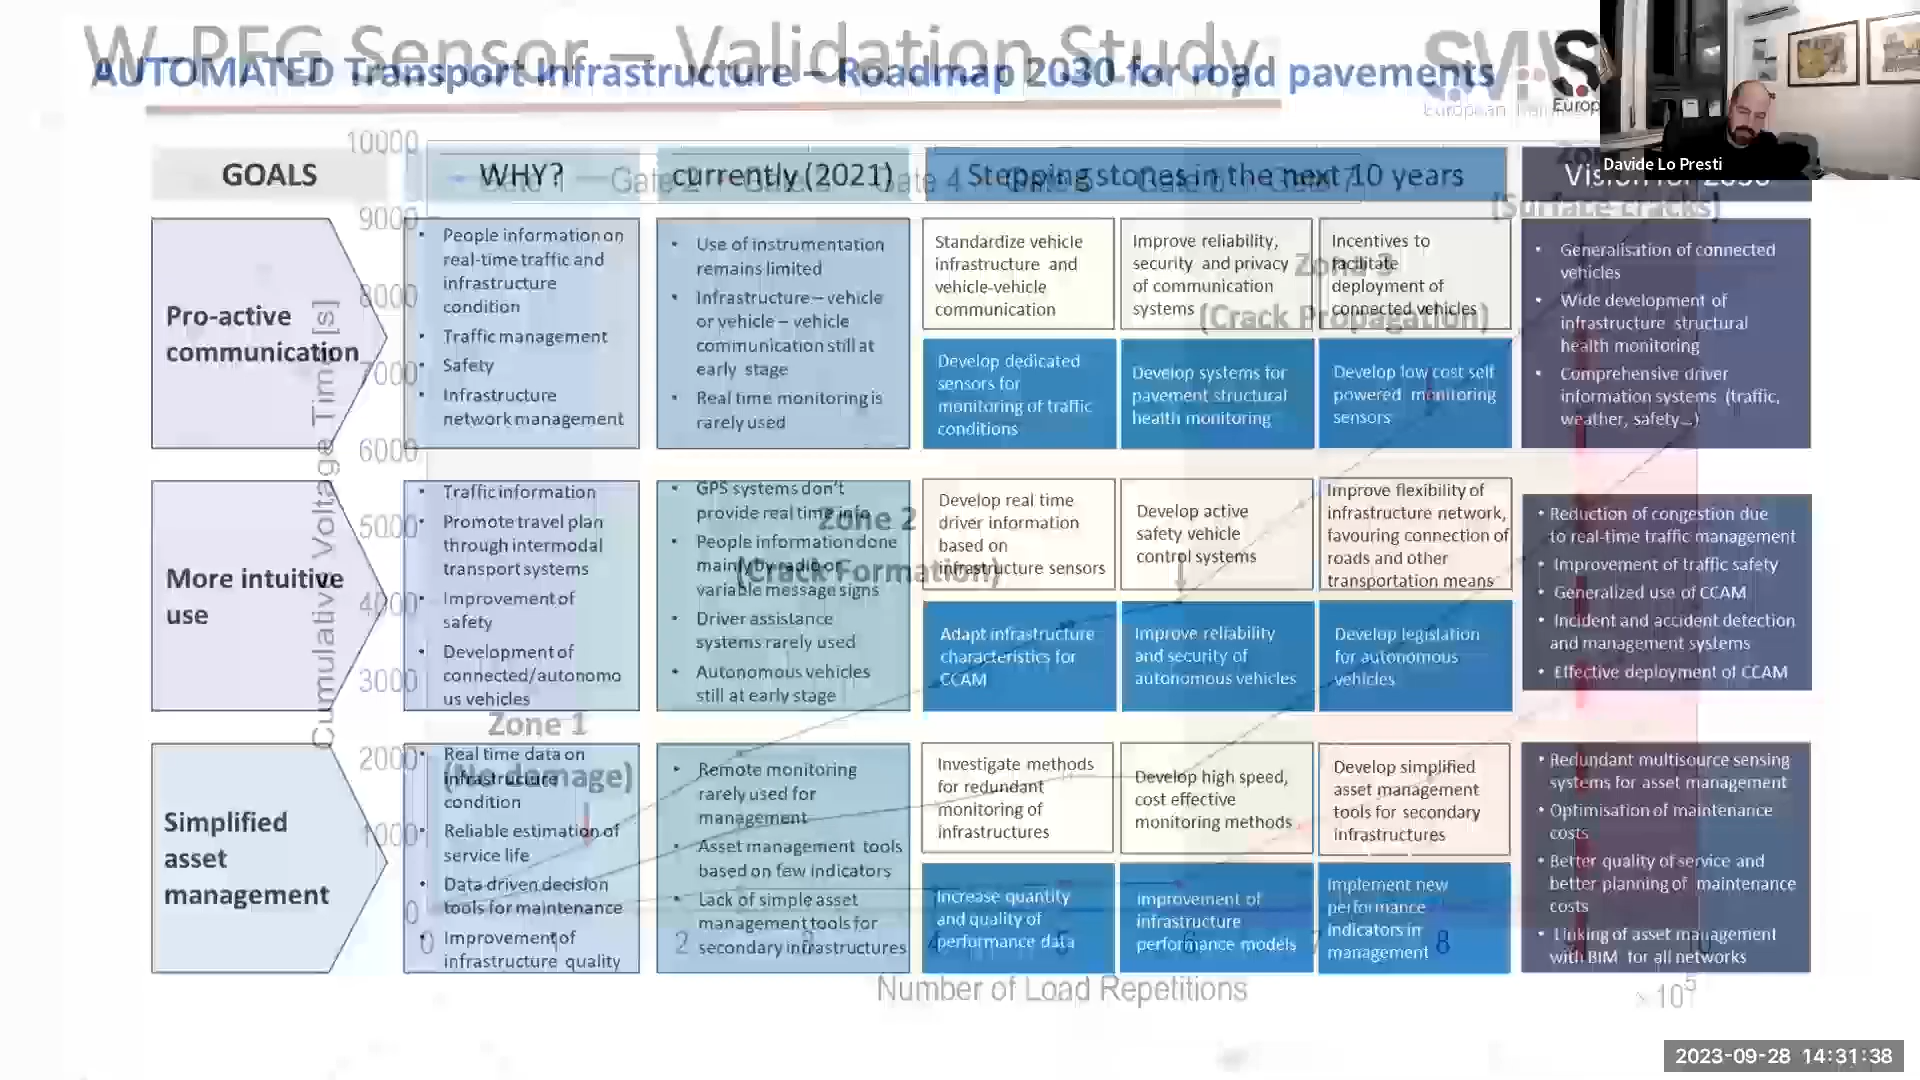 W-PFG Sensor – Validation Study
AUTOMATED Transport Infrastructure – Roadmap 2030 for road pavements
Davide Lo Presti
GOALS
WHY?
currently (2021)
Stepping stones in the next 10 years
Gate 4
(Surface cracks)
Pro-active
communication
• People information on
real-time traffic and
infrastructure
condition
• Traffic management
• Safety
• Infrastructure
network management
• Use of instrumentation
remains limited
• Infrastructure – vehicle
or vehicle – vehicle
communication still at
early stage
• Real time monitoring is
rarely used
Standardize vehicle
infrastructure and
vehicle-vehicle
communication
Improve reliability,
security and privacy
of communication
systems
Incentives to
facilitate
deployment of
connected vehicles
Develop dedicated
sensors for
monitoring of traffic
conditions
Develop systems for
pavement structural
health monitoring
Develop low cost self
powered monitoring
sensors
• Generalisation of connected
vehicles
• Wide development of
infrastructure structural
health monitoring
• Comprehensive driver
information systems (traffic,
weather, safety...)
Zone 3
(Crack Propagation)
More intuitive
use
• Traffic information
• Promote travel plan
through intermodal
transport systems
• Improvement of
safety
• Development of
connected/autonomo
us vehicles
• GPS systems don't
provide real time info
• People information done
mainly by radio or
variable message signs
• Driver assistance
systems rarely used
• Autonomous vehicles
still at early stage
Develop real time
driver information
based on
infrastructure sensors
Develop active
safety vehicle
control systems
Improve flexibility of
infrastructure network,
favouring connection of
roads and other
transportation means
Adapt infrastructure
characteristics for
CCAM
Improve reliability
and security of
autonomous vehicles
Develop legislation
for autonomous
vehicles
• Reduction of congestion due
to real-time traffic management
• Improvement of traffic safety
• Generalized use of CCAM
• Incident and accident detection
and management systems
• Effective deployment of CCAM
Zone 2
(Crack Formation)
Simplified
asset
management
• Real time data on
infrastructure
condition
• Reliable estimation of
service life
• Data driven decision
tools for maintenance
• Improvement of
infrastructure quality
• Remote monitoring
rarely used for
management
• Asset management tools
based on few indicators
• Lack of simple asset
management tools for
secondary infrastructures
Investigate methods
for redundant
monitoring of
infrastructures
Develop high speed,
cost effective
monitoring methods
Develop simplified
asset management
tools for secondary
infrastructures
Increase quantity
and quality of
performance data
Improvement of
infrastructure
performance models
Implement new
performance
indicators in
management
• Redundant multisource sensing
systems for asset management
• Optimisation of maintenance
costs
• Better quality of service and
better planning of maintenance
costs
• Linking of asset management
with BIM for all networks
Zone 1
(No damage)
Cumulative Voltage Time [s]
10000
9000
8000
7000
6000
5000
4000
3000
2000
1000
0
0 2 3 4 5 6 7 8
Number of Load Repetitions
× 10⁵
2023-09-28 14:31:38